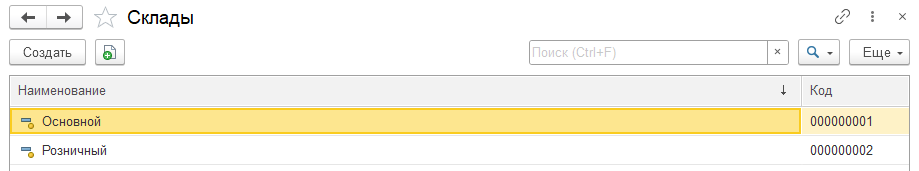 Склады
Создать
Поиск (Ctrl+F)
Еще
Наименование
Код
Основной
000000001
Розничный
000000002